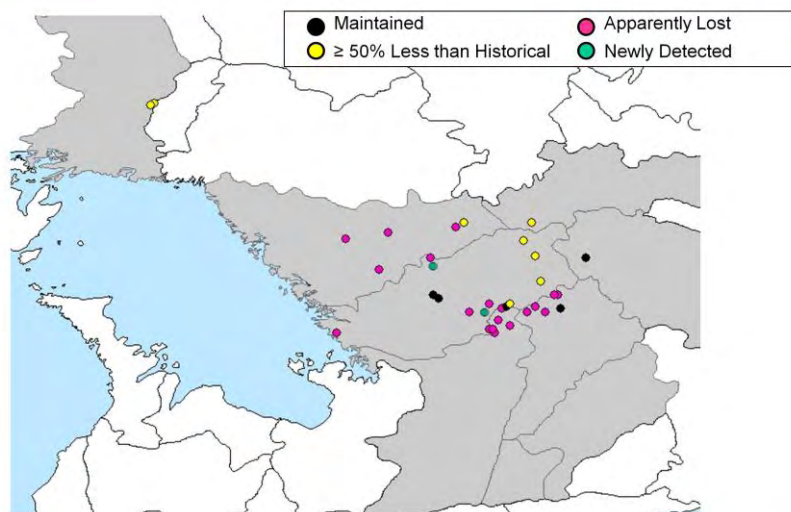 Maintained Apparently Lost
≥ 50% Less than Historical Newly Detected